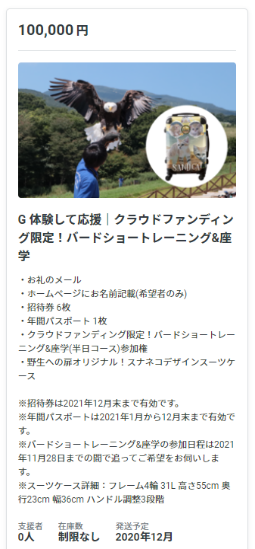 100,000 円
G 体験して応援｜クラウドファンディン
グ限定！バードショートレーニング&座
学
・お礼のメール
・ホームページにお名前記載(希望者のみ)
・招待券 6枚
・年間パスポート 1枚
・クラウドファンディング限定！バードショートレー
ニング&座学(半日コース)参加権
・野生への扉オリジナル！スナネコデザインスーツケ
ース
※招待券は2021年12月末まで有効です。
※年間パスポートは2021年1月から12月末まで有効で
す。
※バードショートレーニング&座学の参加日程は2021
年11月28日までの間で追ってご希望をお伺いしま
す。
※スーツケース詳細：フレーム4輪 31L 高さ55cm 奥
行23cm 幅36cm ハンドル調整3段階
支援者 在庫数 発送予定
0人 制限なし 2020年12月